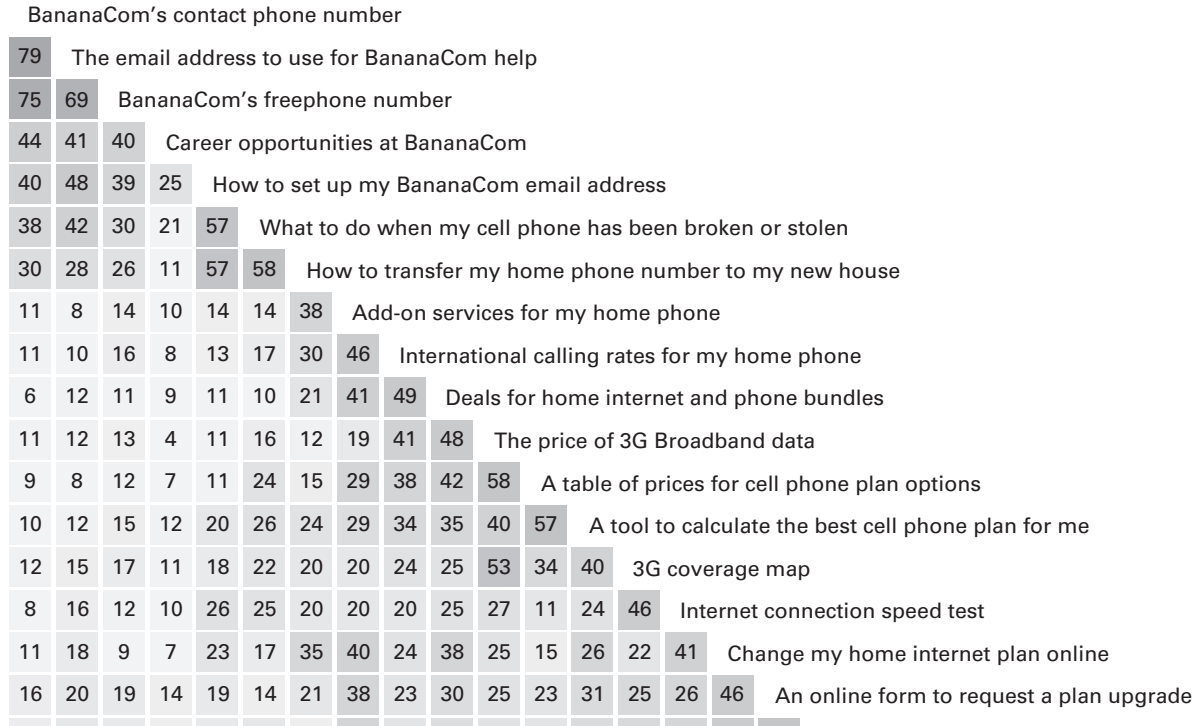 BananaCom’s contact phone number
79 The email address to use for BananaCom help
75 69 BananaCom’s freephone number
44 41 40 Career opportunities at BananaCom
40 48 39 25 How to set up my BananaCom email address
38 42 30 21 57 What to do when my cell phone has been broken or stolen
30 28 26 11 57 58 How to transfer my home phone number to my new house
11 8 14 10 14 14 38 Add-on services for my home phone
11 10 16 8 13 17 30 46 International calling rates for my home phone
6 12 11 9 11 10 21 41 49 Deals for home internet and phone bundles
11 12 13 4 11 16 12 19 41 48 The price of 3G Broadband data
9 8 12 7 11 24 15 29 38 42 58 A table of prices for cell phone plan options
10 12 15 12 20 26 24 29 34 35 40 57 A tool to calculate the best cell phone plan for me
12 15 17 11 18 22 20 20 24 25 53 34 40 3G coverage map
8 16 12 10 26 25 20 20 20 25 27 11 24 46 Internet connection speed test
11 18 9 7 23 17 35 40 24 38 25 15 26 22 41 Change my home internet plan online
16 20 19 14 19 14 21 38 23 30 25 23 31 25 26 46 An online form to request a plan upgrade